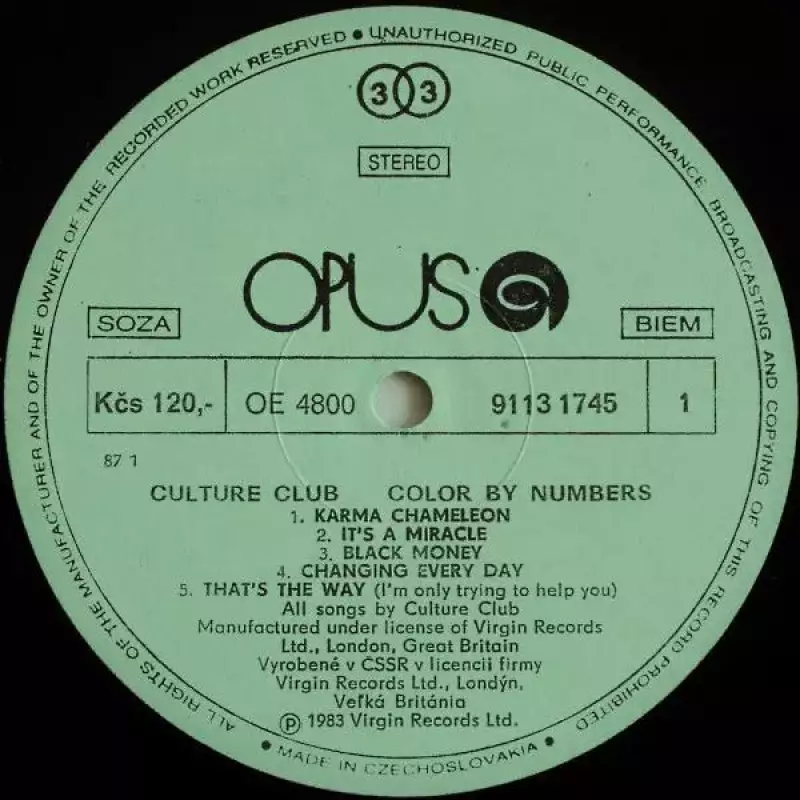 ALL RIGHTS OF THE MANUFACTURER AND OF THE OWNER OF THE RECORDED WORK RESERVED • UNAUTHORIZED PUBLIC PERFORMANCE BROADCASTING AND COPYING OF THIS RECORD PROHIBITED
33
STEREO
OPUS
SOZA
BIEM
Kčs 120,- OE 4800 9113 1745 1
87 1
CULTURE CLUB COLOR BY NUMBERS
1. KARMA CHAMELEON
2. IT'S A MIRACLE
3. BLACK MONEY
4. CHANGING EVERY DAY
5. THAT'S THE WAY (I'm only trying to help you)
All songs by Culture Club
Manufactured under license of Virgin Records
Ltd., London, Great Britain
Vyrobené v ČSSR v licencii firmy
Virgin Records Ltd., Londýn,
Veľká Británia
Ⓟ 1983 Virgin Records Ltd.
• MADE IN CZECHOSLOVAKIA •